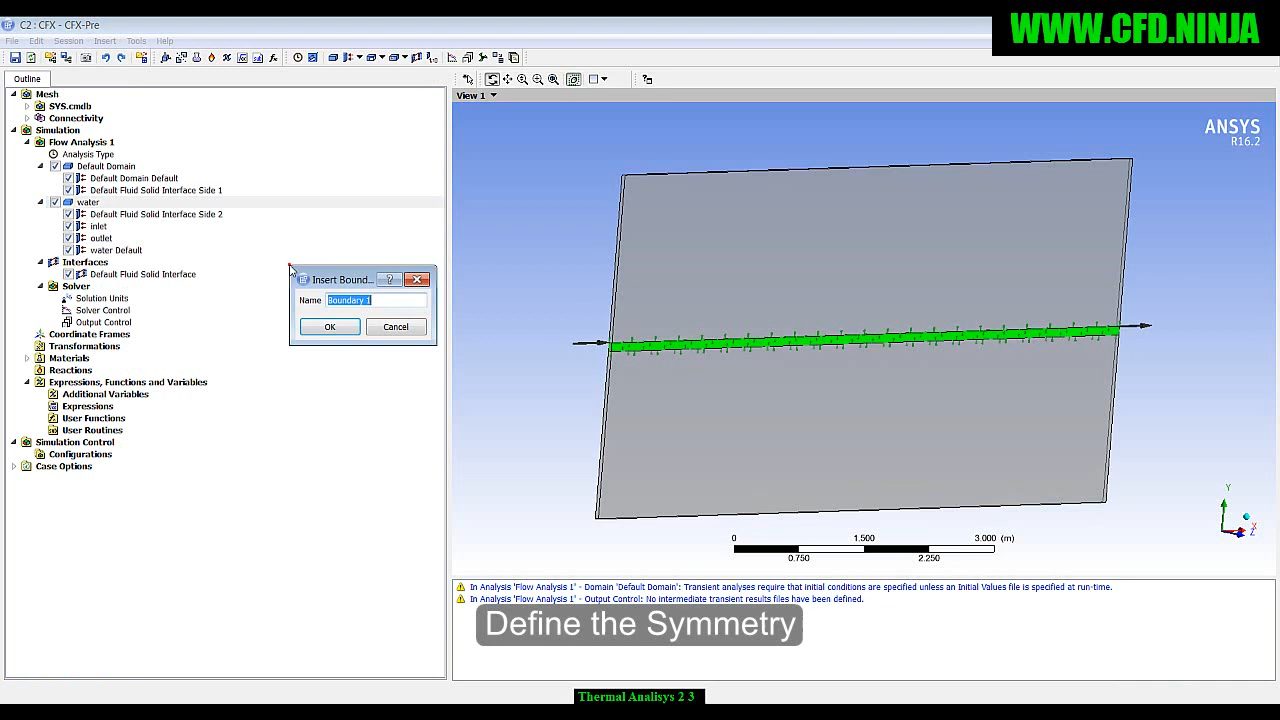 C2 : CFX - CFX-Pre
WWW.CFD.NINJA
File Edit Session Insert Tools Help
Outline
Mesh
SYS.cmdb
Connectivity
Simulation
Flow Analysis 1
Analysis Type
Default Domain
Default Domain Default
Default Fluid Solid Interface Side 1
water
Default Fluid Solid Interface Side 2
inlet
outlet
water Default
Interfaces
Default Fluid Solid Interface
Solver
Solution Units
Solver Control
Output Control
Coordinate Frames
Transformations
Materials
Reactions
Expressions, Functions and Variables
Additional Variables
Expressions
User Functions
User Routines
Simulation Control
Configurations
Case Options
Insert Bound...
Name Boundary 1
OK Cancel
View 1
ANSYS
R16.2
Y
X
Z
0 1.500 3.000 (m)
0.750 2.250
In Analysis 'Flow Analysis 1' - Domain 'Default Domain': Transient analyses require that initial conditions are specified unless an Initial Values file is specified at run-time.
In Analysis 'Flow Analysis 1' - Output Control: No intermediate transient results files have been defined.
Define the Symmetry
Thermal Analisys 2 3